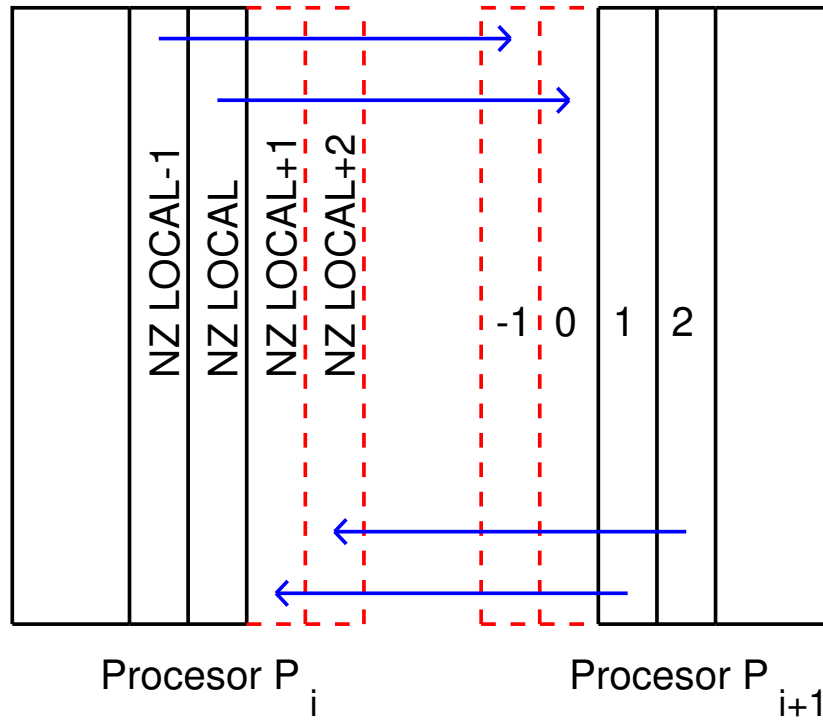 NZ LOCAL-1
NZ LOCAL
NZ LOCAL+1
NZ LOCAL+2
-1 0 1 2
Procesor P i
Procesor P i+1